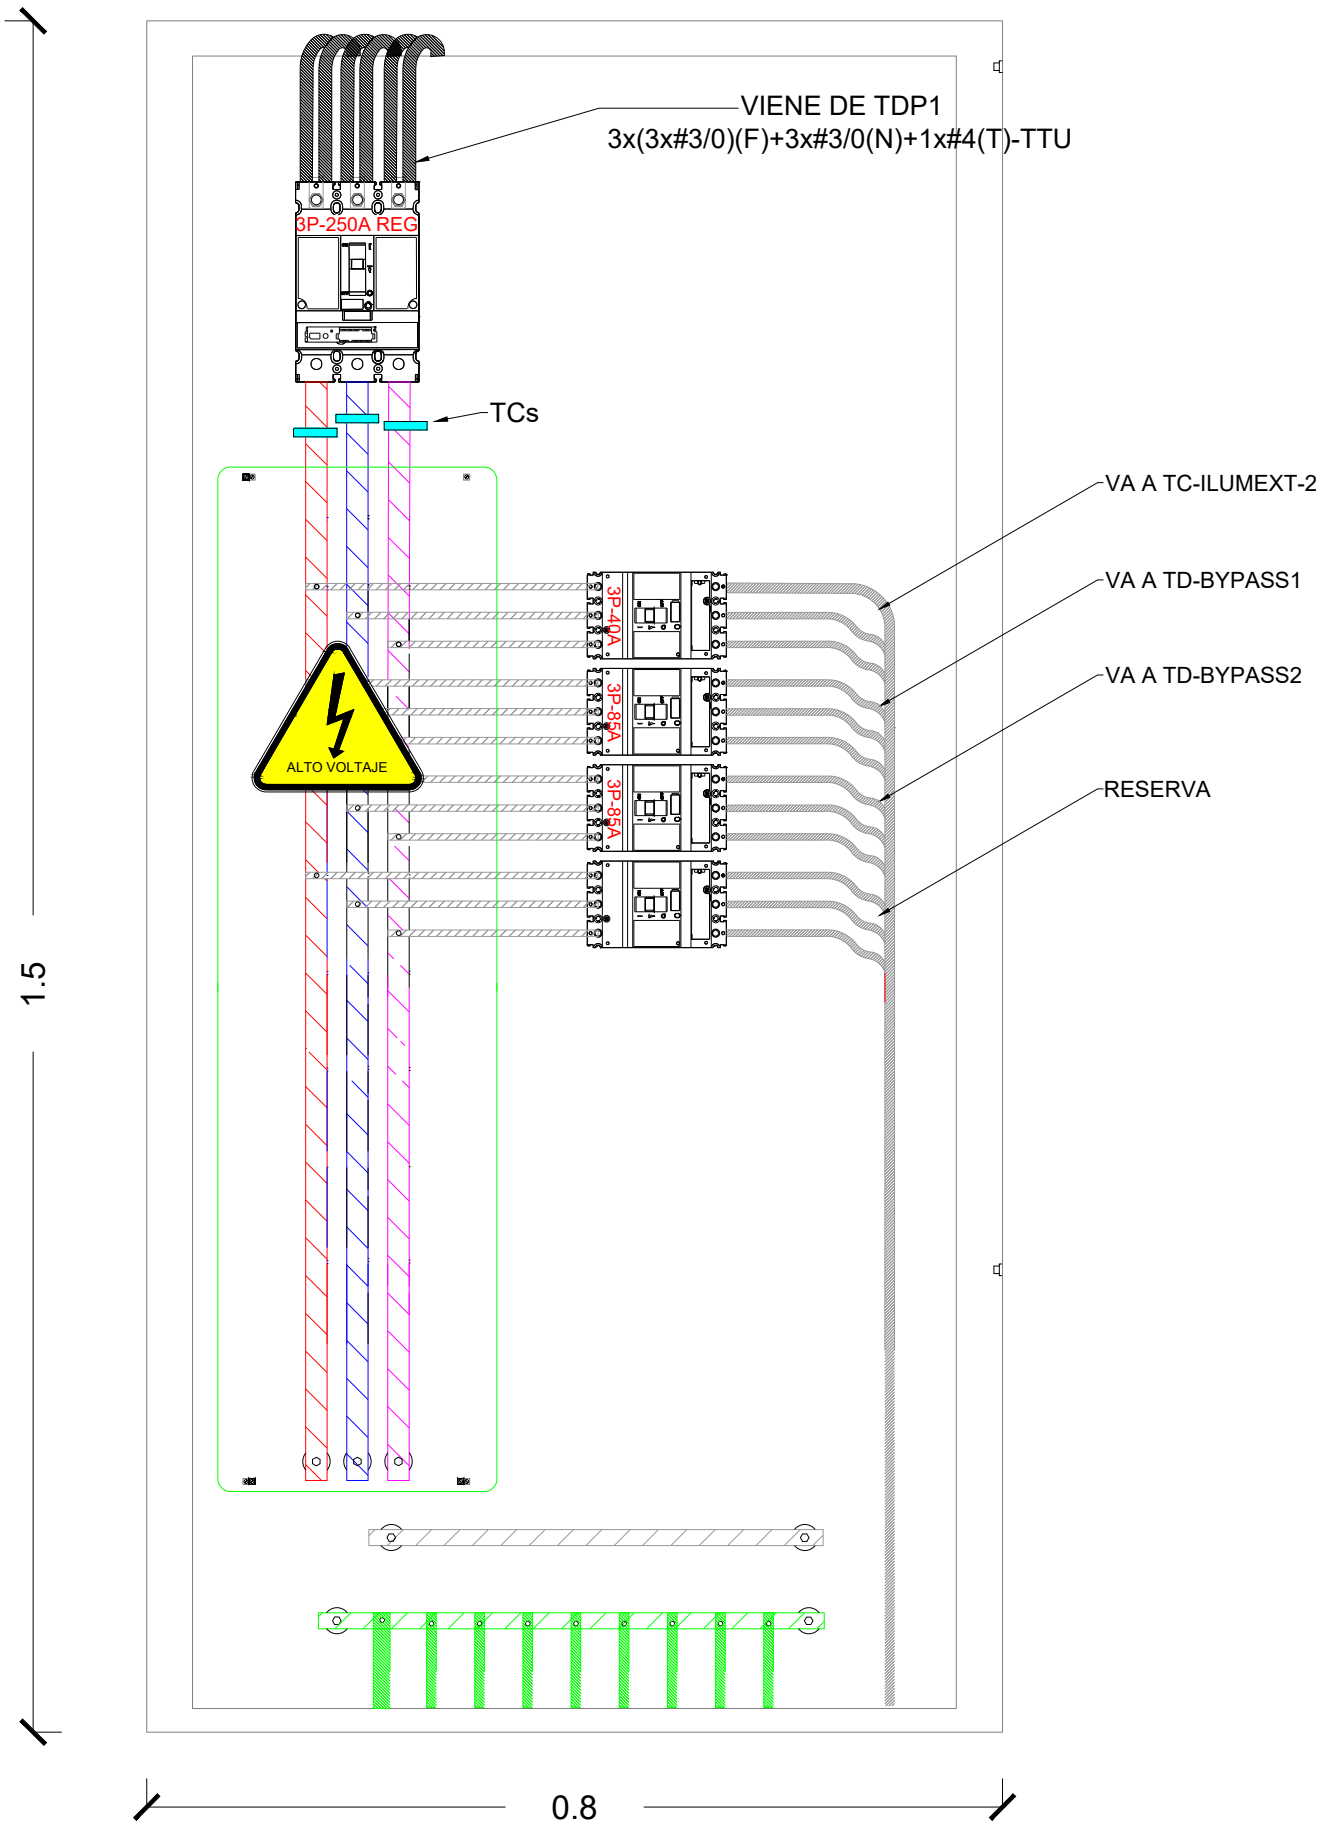 VIENE DE TDP1
3x(3x#3/0)(F)+3x#3/0(N)+1x#4(T)-TTU
3P-250A REG
TCs
VA A TC-ILUMEXT-2
3P-40A
VA A TD-BYPASS1
3P-85A
VA A TD-BYPASS2
3P-85A
ALTO VOLTAJE
RESERVA
1.5
0.8